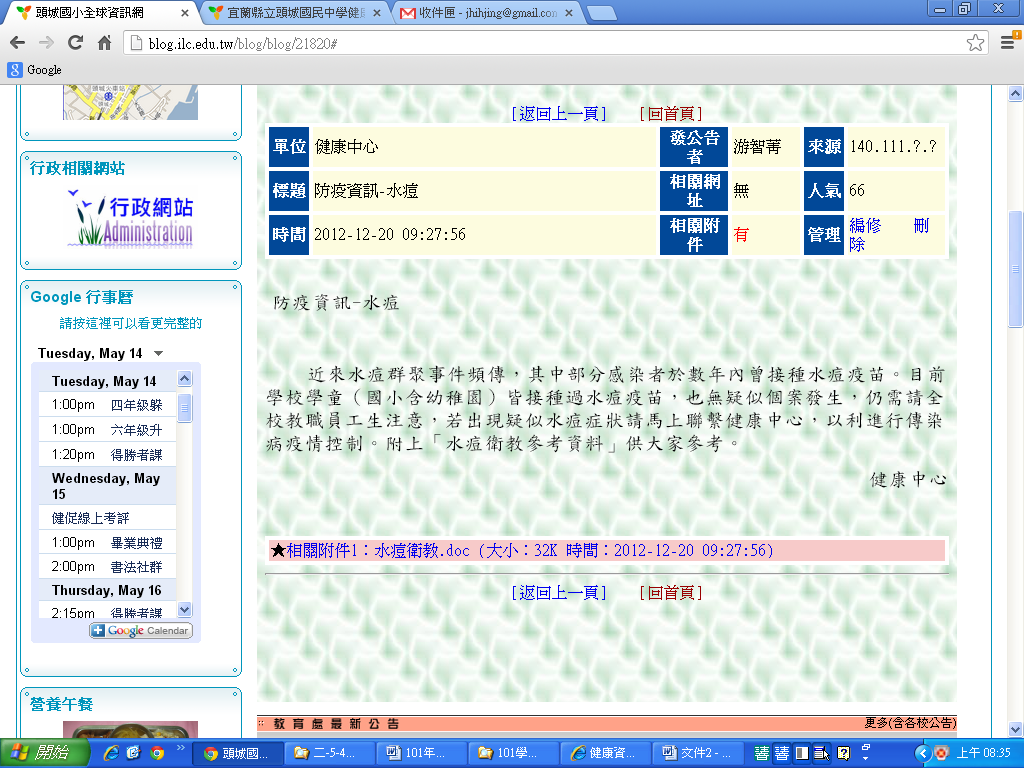 頭城國小全球資訊網
宜蘭縣立頭城國民中學健
收件匣 - jhihjing@gmail.com
blog.ilc.edu.tw/blog/blog/21820#
Google
行政相關網站
行政網站
Administration
Google 行事曆
請按這裡可以看更完整的
Tuesday, May 14
Tuesday, May 14
1:00pm 四年級躲
1:00pm 六年級升
1:20pm 得勝者課
Wednesday, May
15
健促線上考評
1:00pm 畢業典禮
2:00pm 書法社群
Thursday, May 16
2:15pm 得勝者課
Google Calendar
營養午餐
[返回上一頁] [回首頁]
單位 健康中心 發公告者 游智菁 來源 140.111.?.?
標題 防疫資訊-水痘 相關網址 無 人氣 66
時間 2012-12-20 09:27:56 相關附件 有 管理 編修 刪除
防疫資訊-水痘
近來水痘群聚事件頻傳，其中部分感染者於數年內曾接種水痘疫苗。目前
學校學童（國小含幼稚園）皆接種過水痘疫苗，也無疑似個案發生，仍需請全
校教職員工生注意，若出現疑似水痘症狀請馬上聯繫健康中心，以利進行傳染
病疫情控制。附上「水痘衛教參考資料」供大家參考。
健康中心
★相關附件1：水痘衛教.doc (大小：32K 時間：2012-12-20 09:27:56)
[返回上一頁] [回首頁]
教育處最新公告 更多(含各校公告)
開始
頭城國...
二-5-4...
101年...
101學...
健康資...
文件2 - ...
上午 08:35